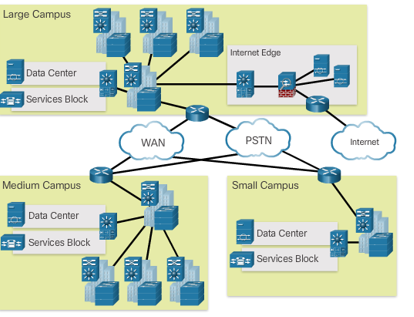 Large Campus
Internet Edge
Data Center
Services Block
WAN
PSTN
Internet
Medium Campus
Small Campus
Data Center
Services Block
Data Center
Services Block